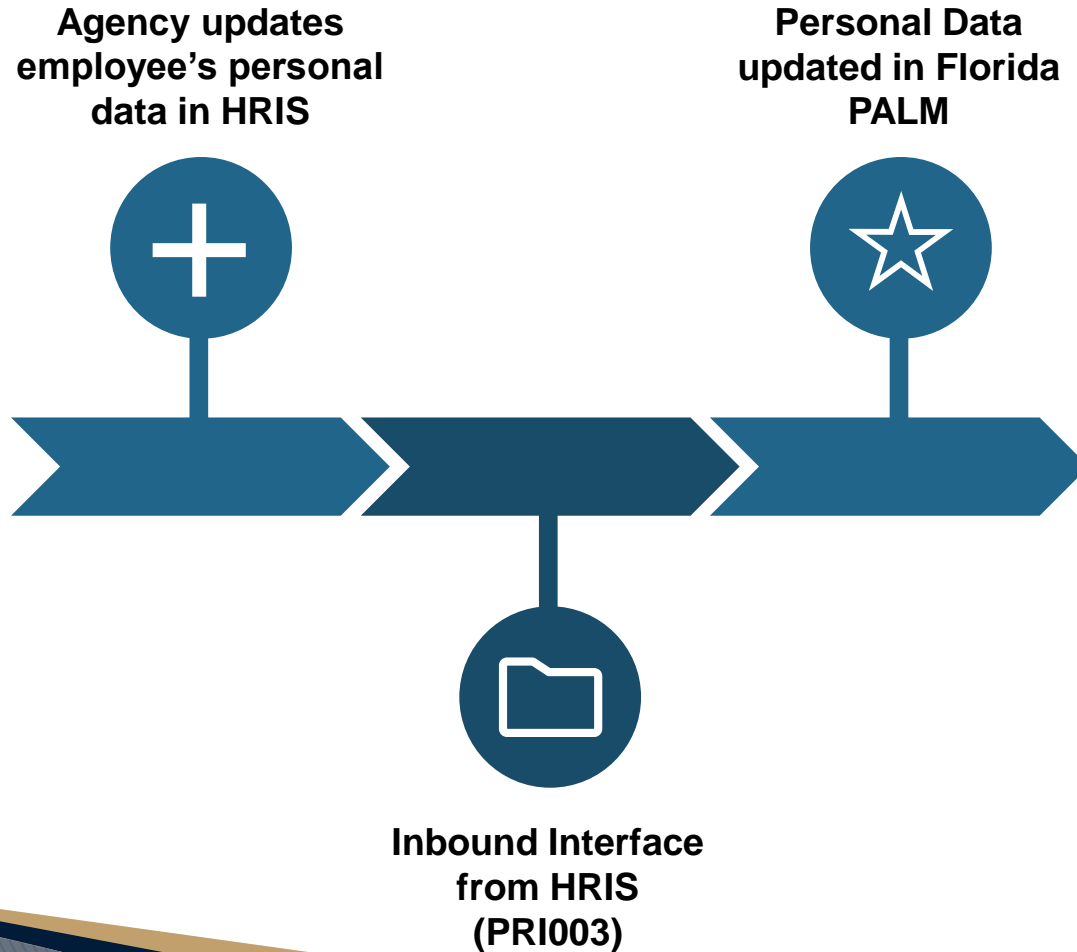 Agency updates
employee’s personal
data in HRIS
Inbound Interface
from HRIS
(PRI003)
Personal Data
updated in Florida
PALM